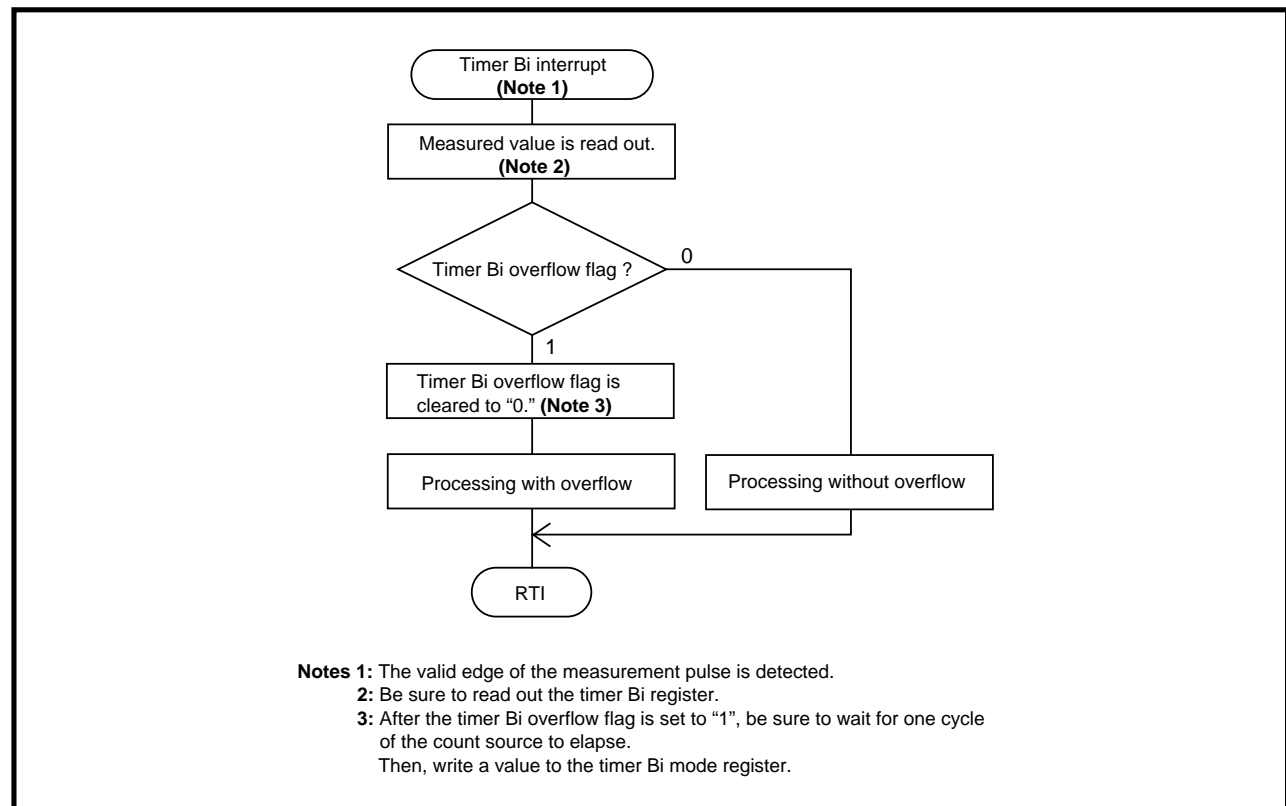 Timer Bi interrupt
(Note 1)
Measured value is read out.
(Note 2)
Timer Bi overflow flag ?
0
1
Timer Bi overflow flag is
cleared to “0.” (Note 3)
Processing with overflow
Processing without overflow
RTI
Notes 1: The valid edge of the measurement pulse is detected.
2: Be sure to read out the timer Bi register.
3: After the timer Bi overflow flag is set to “1”, be sure to wait for one cycle
of the count source to elapse.
Then, write a value to the timer Bi mode register.